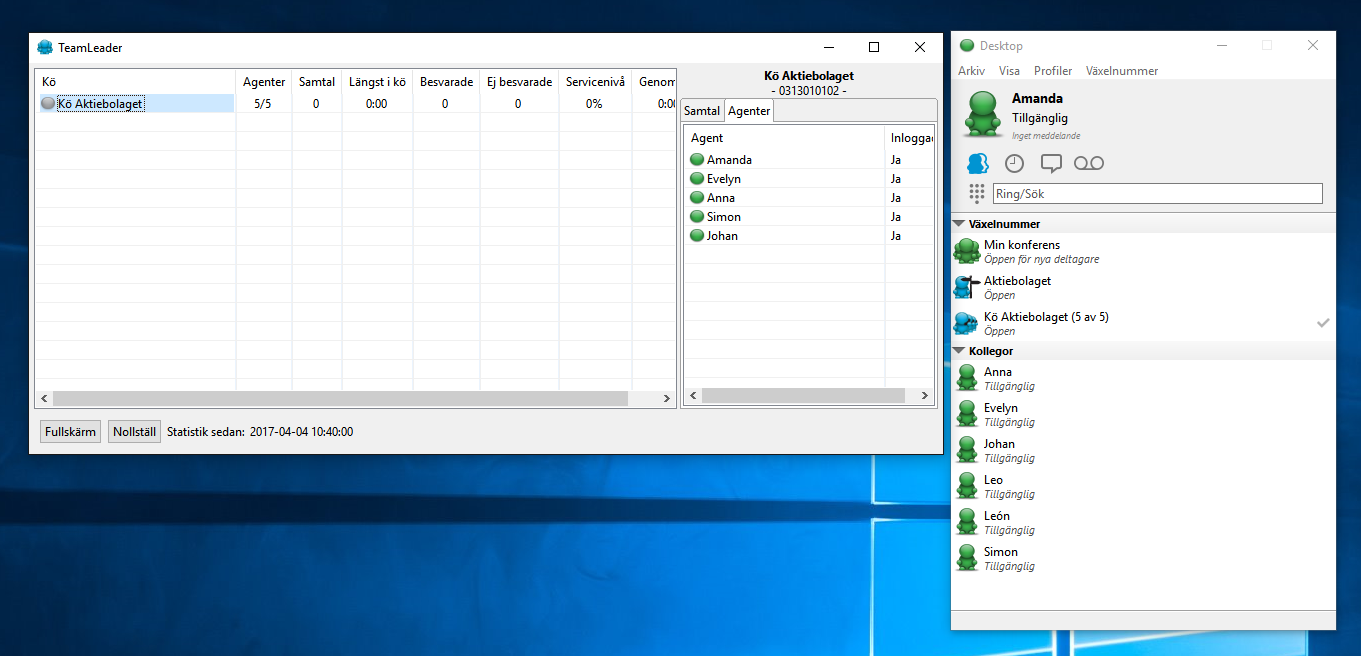 TeamLeader
Kö Agenter Samtal Längst i kö Besvarade Ej besvarade Servicenivå Genom
Kö Aktiebolaget 5/5 0 0:00 0 0 0% 0:00
Kö Aktiebolaget
- 0313010102 -
Samtal Agenter
Agent Inloggad
Amanda Ja
Evelyn Ja
Anna Ja
Simon Ja
Johan Ja
Fullskärm Nollställ Statistik sedan: 2017-04-04 10:40:00
Desktop
Arkiv Visa Profiler Växelnummer
Amanda
Tillgänglig
Inget meddelande
Ring/Sök
Växelnummer
Min konferens
Öppen för nya deltagare
Aktiebolaget
Öppen
Kö Aktiebolaget (5 av 5)
Öppen
Kollegor
Anna
Tillgänglig
Evelyn
Tillgänglig
Johan
Tillgänglig
Leo
Tillgänglig
León
Tillgänglig
Simon
Tillgänglig